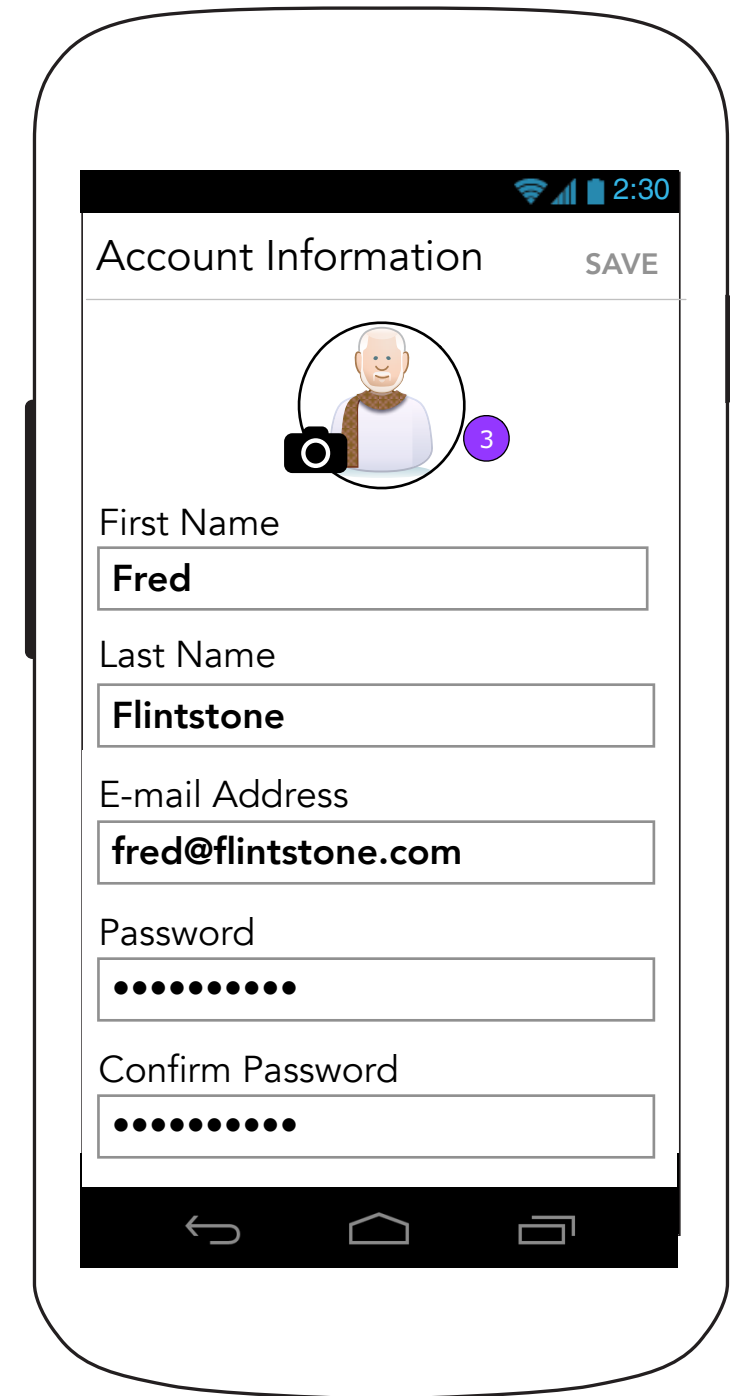 2:30
Account Information SAVE
3
First Name
Fred
Last Name
Flintstone
E-mail Address
fred@flintstone.com
Password
••••••••••
Confirm Password
••••••••••